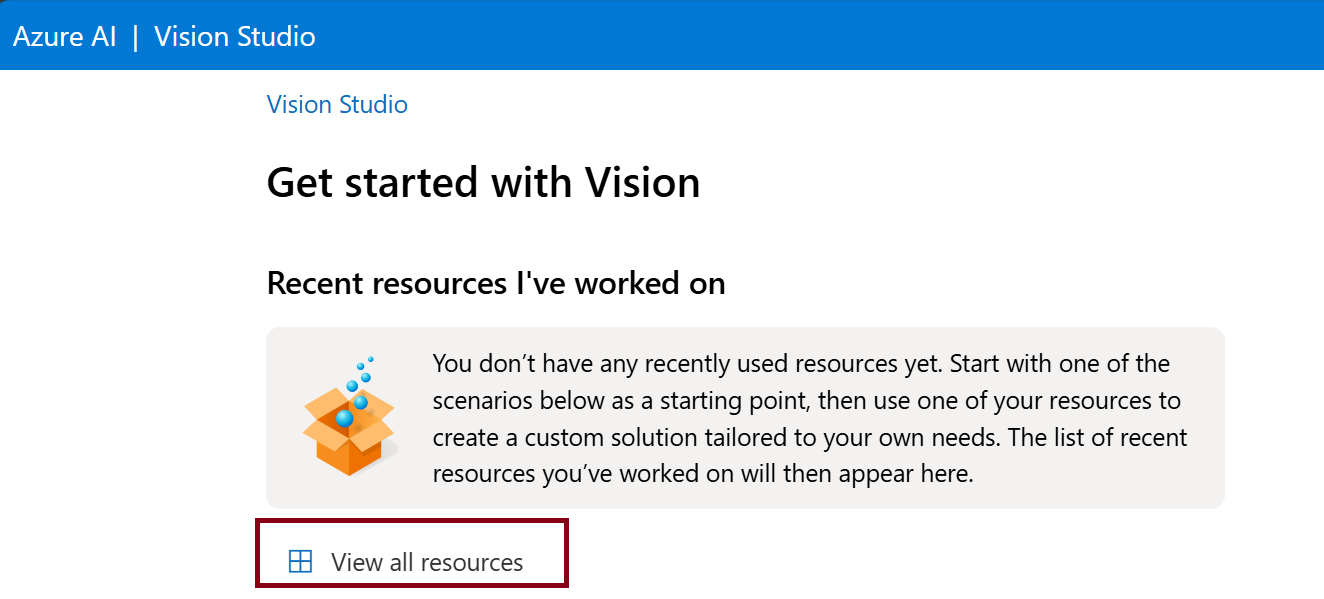 Azure AI | Vision Studio
Vision Studio
Get started with Vision
Recent resources I've worked on
You don’t have any recently used resources yet. Start with one of the
scenarios below as a starting point, then use one of your resources to
create a custom solution tailored to your own needs. The list of recent
resources you’ve worked on will then appear here.
View all resources